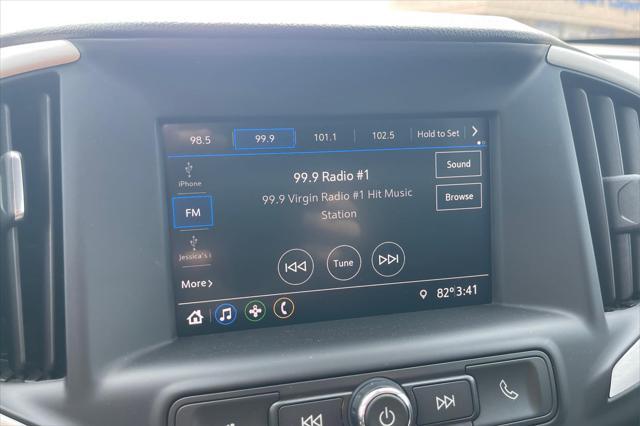 98.5 99.9 101.1 102.5 Hold to Set
iPhone
99.9 Radio #1
Sound
FM
99.9 Virgin Radio #1 Hit Music
Station
Browse
Jessica's i
Tune
More
82° 3:41